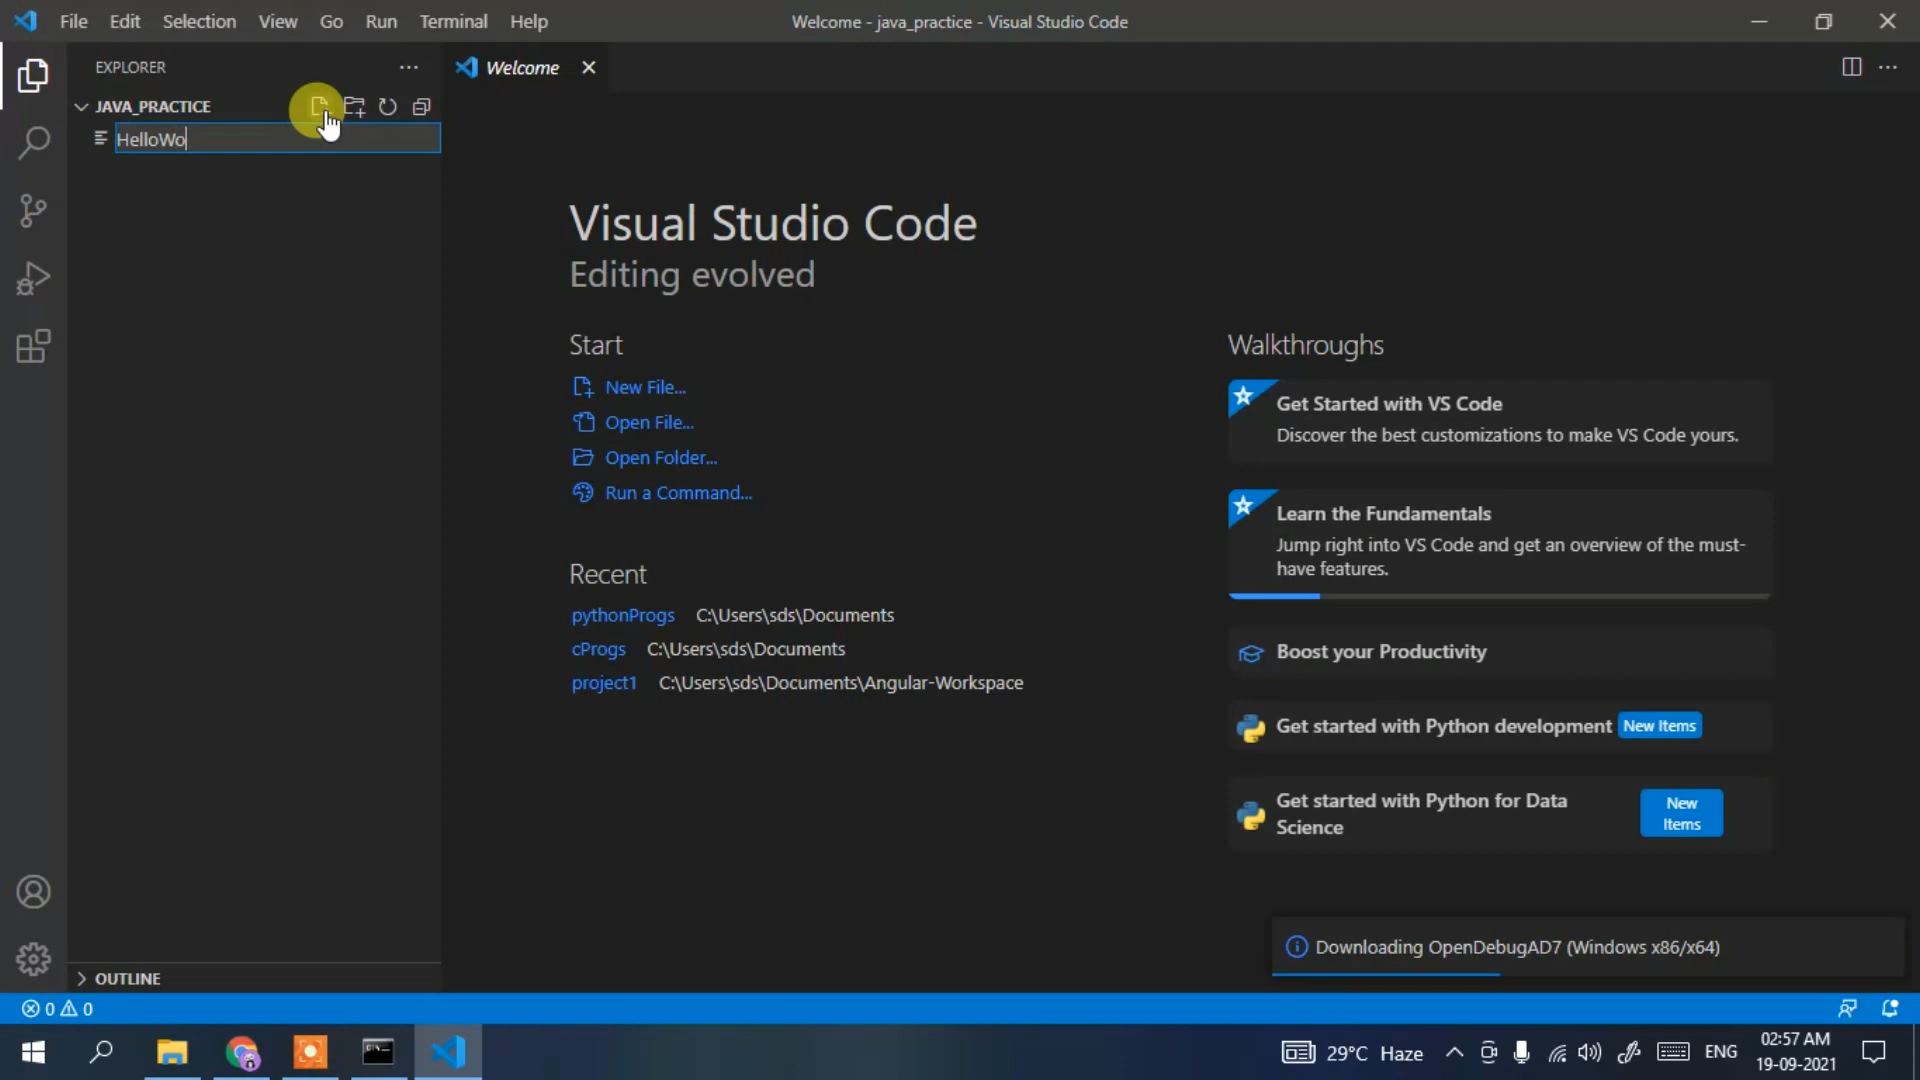 File Edit Selection View Go Run Terminal Help
Welcome - java_practice - Visual Studio Code
EXPLORER
Welcome
JAVA_PRACTICE
HelloWo
Visual Studio Code
Editing evolved
Start
New File...
Open File...
Open Folder...
Run a Command...
Recent
pythonProgs C:\Users\sds\Documents
cProgs C:\Users\sds\Documents
project1 C:\Users\sds\Documents\Angular-Workspace
Walkthroughs
Get Started with VS Code
Discover the best customizations to make VS Code yours.
Learn the Fundamentals
Jump right into VS Code and get an overview of the must-
have features.
Boost your Productivity
Get started with Python development New Items
Get started with Python for Data
Science
New
Items
Downloading OpenDebugAD7 (Windows x86/x64)
OUTLINE
0 0
29°C Haze
ENG
02:57 AM
19-09-2021